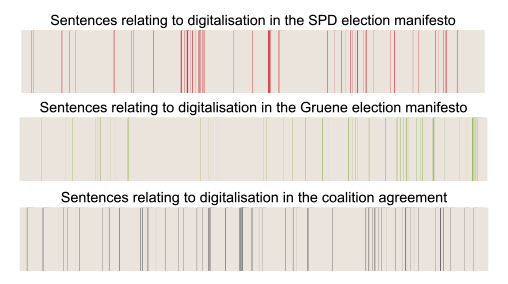 Sentences relating to digitalisation in the SPD election manifesto
Sentences relating to digitalisation in the Gruene election manifesto
Sentences relating to digitalisation in the coalition agreement